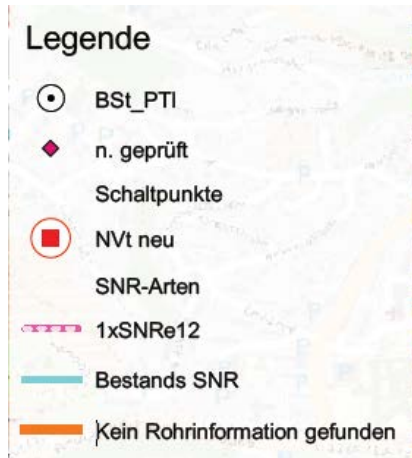 Legende
BSt_PTI
n. geprüft
Schaltpunkte
NVt neu
SNR-Arten
1xSNRe12
Bestands SNR
Kein Rohrinformation gefunden